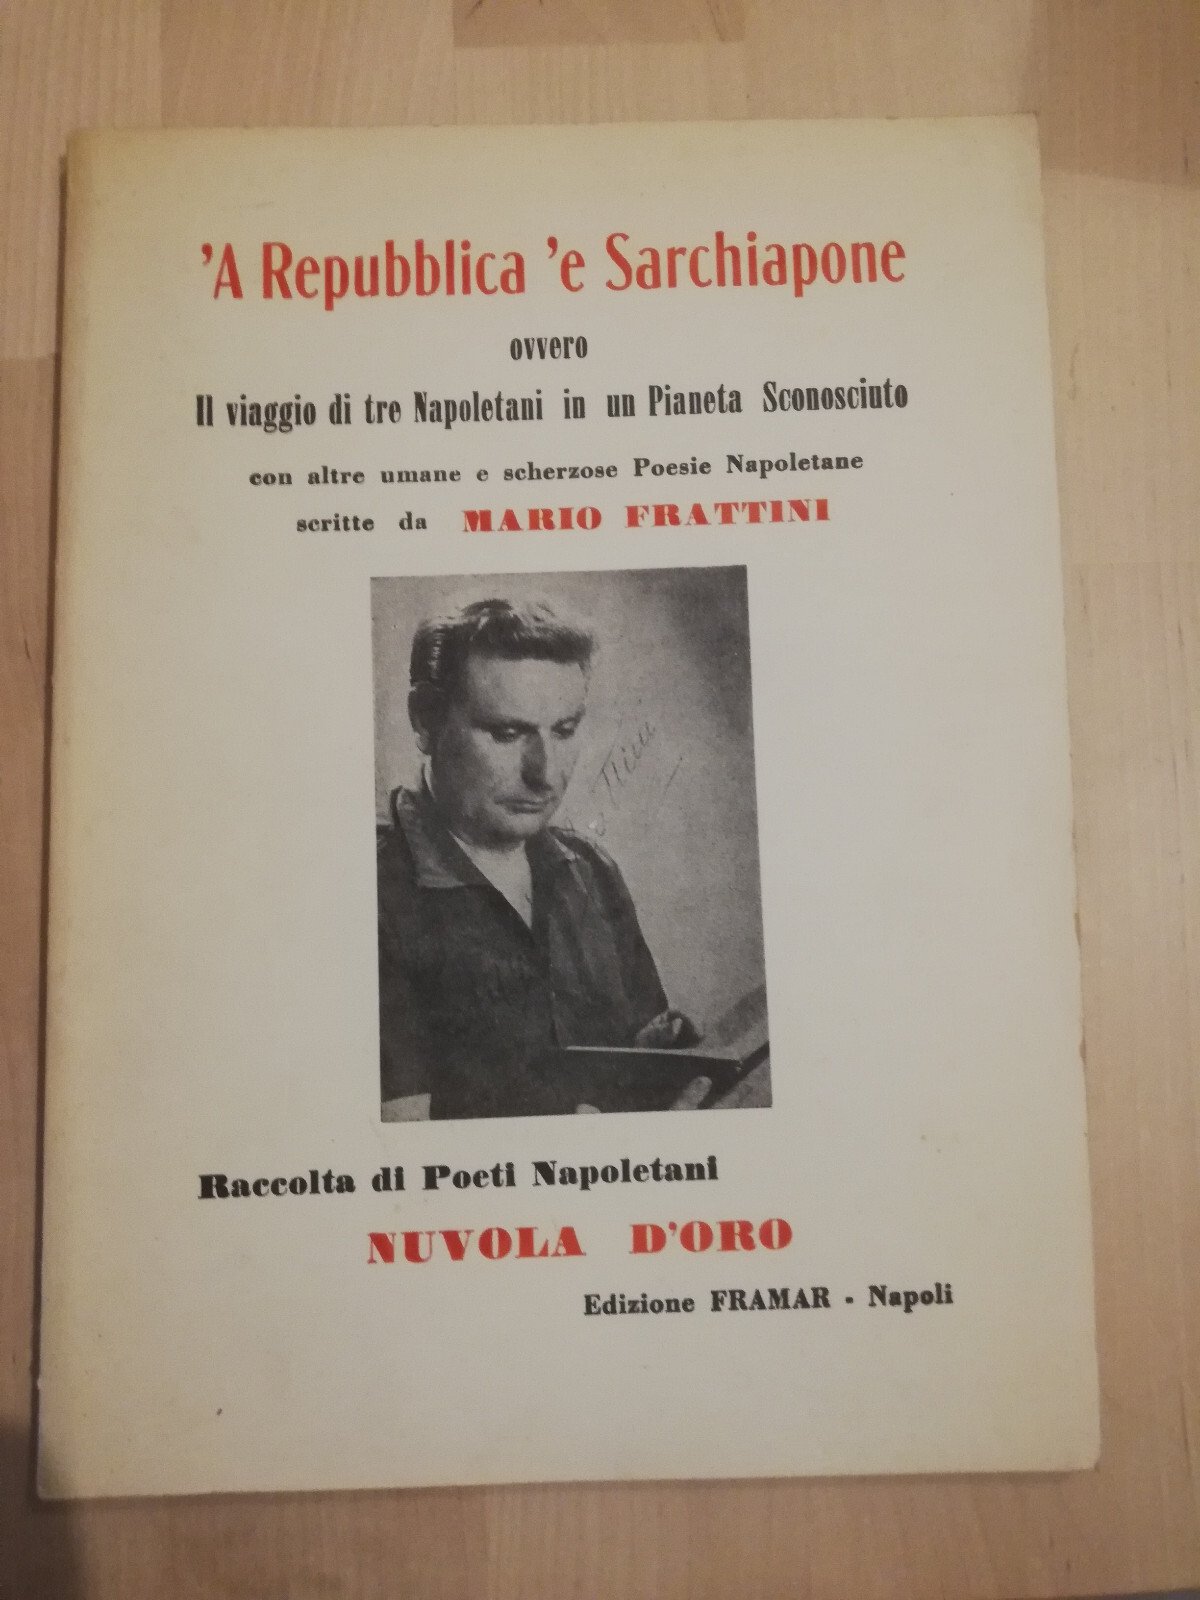 'A Repubblica 'e Sarchiapone
ovvero
Il viaggio di tre Napoletani in un Pianeta Sconosciuto
con altre umane e scherzose Poesie Napoletane
scritte da MARIO FRATTINI
Raccolta di Poeti Napoletani
NUVOLA D'ORO
Edizione FRAMAR - Napoli